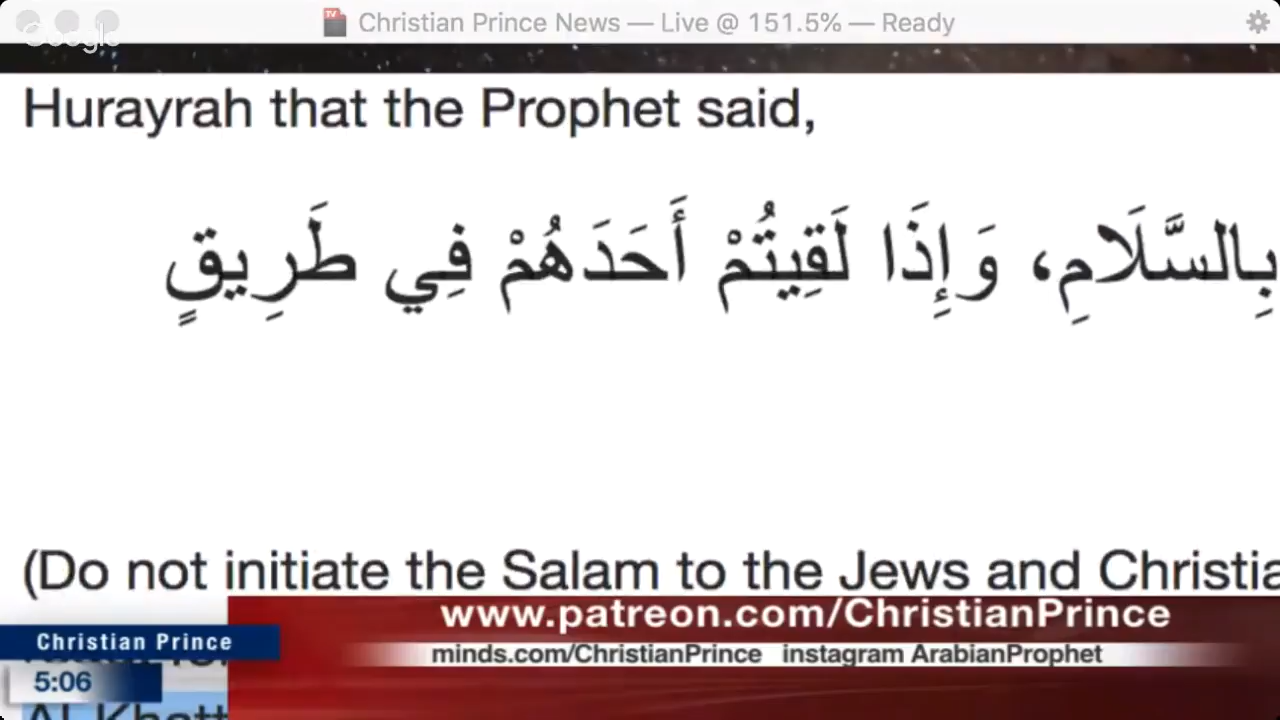 Christian Prince News — Live @ 151.5% — Ready
Google
Hurayrah that the Prophet said,
بِالسَّلَامِ، وَإِذَا لَقِيتُمْ أَحَدَهُمْ فِي طَرِيقٍ
(Do not initiate the Salam to the Jews and Christia
www.patreon.com/ChristianPrince
Christian Prince
minds.com/ChristianPrince instagram ArabianProphet
5:06